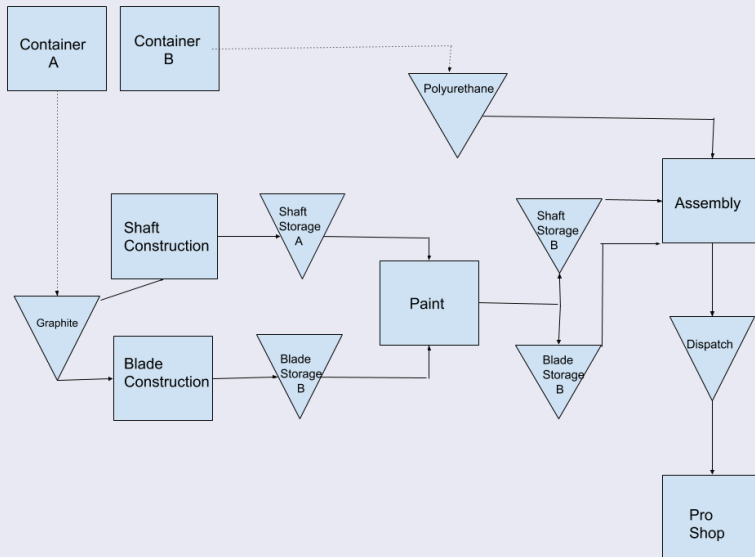 Container
A
Container
B
Polyurethane
Shaft
Construction
Shaft
Storage
A
Shaft
Storage
B
Assembly
Graphite
Paint
Blade
Construction
Blade
Storage
B
Blade
Storage
B
Dispatch
Pro
Shop